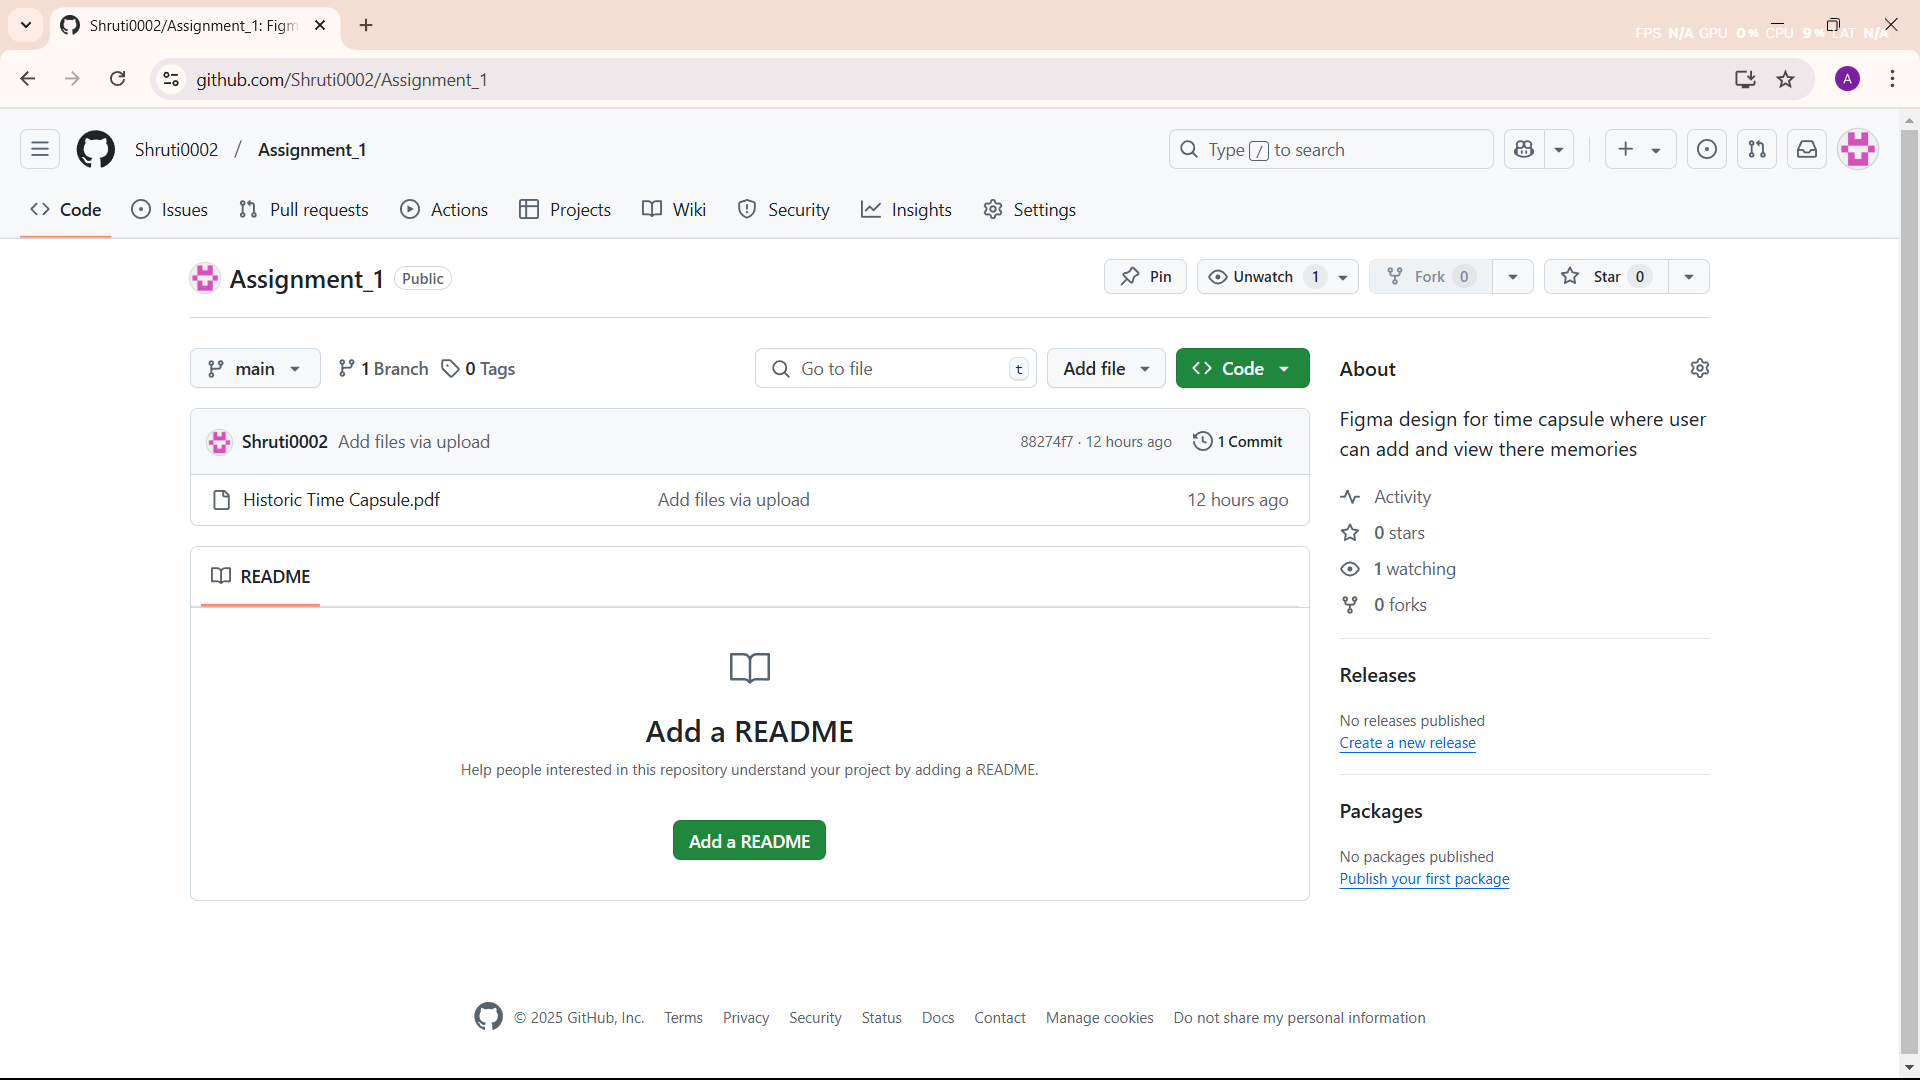 Shruti0002/Assignment_1: Figm
FPS N/A GPU 0% CPU 9% LAT N/A
github.com/Shruti0002/Assignment_1
A
Shruti0002 / Assignment_1
Type / to search
Code Issues Pull requests Actions Projects Wiki Security Insights Settings
Assignment_1 Public
Pin Unwatch 1 Fork 0 Star 0
main 1 Branch 0 Tags Go to file t Add file Code
Shruti0002 Add files via upload 88274f7 · 12 hours ago 1 Commit
Historic Time Capsule.pdf Add files via upload 12 hours ago
README
Add a README
Help people interested in this repository understand your project by adding a README.
Add a README
About
Figma design for time capsule where user
can add and view there memories
Activity
0 stars
1 watching
0 forks
Releases
No releases published
Create a new release
Packages
No packages published
Publish your first package
© 2025 GitHub, Inc. Terms Privacy Security Status Docs Contact Manage cookies Do not share my personal information